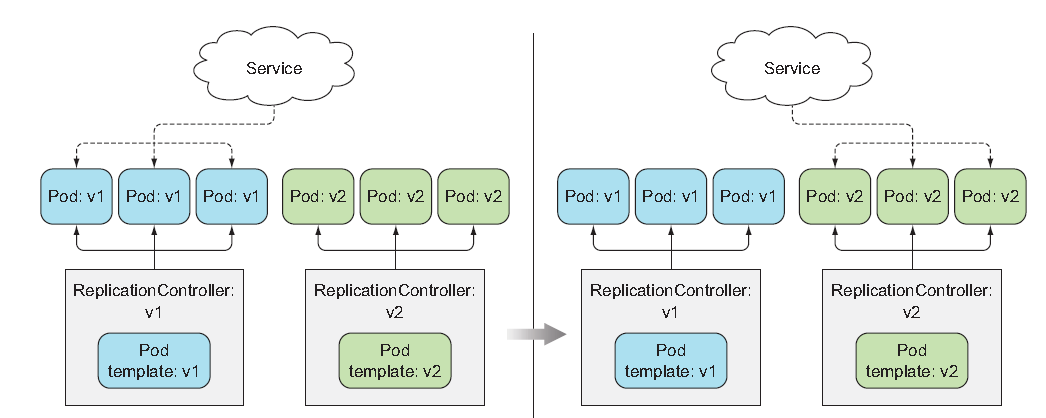 Service
Pod: v1
Pod: v1
Pod: v1
Pod: v2
Pod: v2
Pod: v2
ReplicationController:
v1
Pod
template: v1
ReplicationController:
v2
Pod
template: v2
Service
Pod: v1
Pod: v1
Pod: v1
Pod: v2
Pod: v2
Pod: v2
ReplicationController:
v1
Pod
template: v1
ReplicationController:
v2
Pod
template: v2